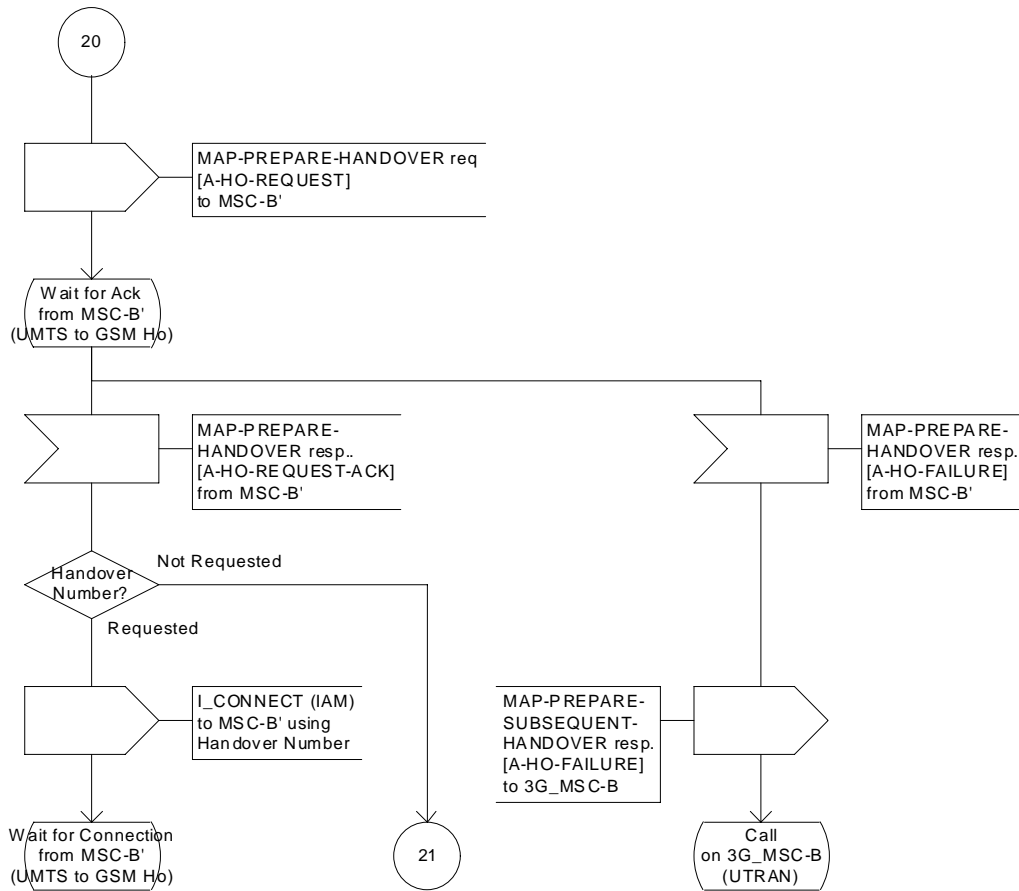 20
MAP-PREPARE-HANDOVER req
[A-HO-REQUEST]
to MSC-B'
Wait for Ack
from MSC-B'
(UMTS to GSM Ho)
MAP-PREPARE-
HANDOVER resp..
[A-HO-REQUEST-ACK]
from MSC-B'
MAP-PREPARE-
HANDOVER resp.
[A-HO-FAILURE]
from MSC-B'
Handover
Number?
Not Requested
Requested
I_CONNECT (IAM)
to MSC-B' using
Handover Number
MAP-PREPARE-
SUBSEQUENT-
HANDOVER resp.
[A-HO-FAILURE]
to 3G_MSC-B
Wait for Connection
from MSC-B'
(UMTS to GSM Ho)
21
Call
on 3G_MSC-B
(UTRAN)